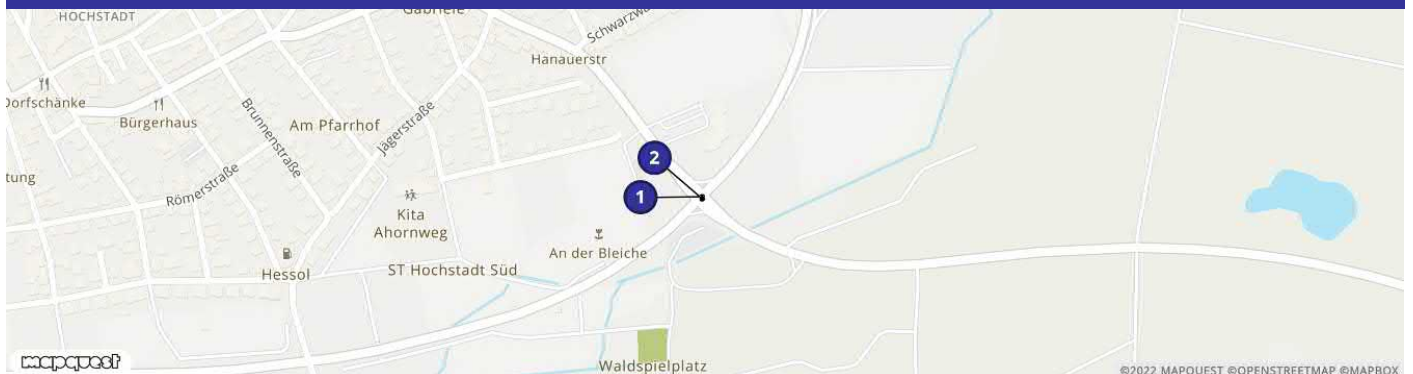 HOCHSTADT
Gabriele
Schwarzwa
Hanauerstr
Dorfschänke
Bürgerhaus
Brunnenstraße
Am Pfarrhof
Jägerstraße
2
tung
Römerstraße
1
Kita
Ahornweg
An der Bleiche
Hessol
ST Hochstadt Süd
mapquest
Waldspielplatz
©2022 MAPQUEST ©OPENSTREETMAP ©MAPBOX